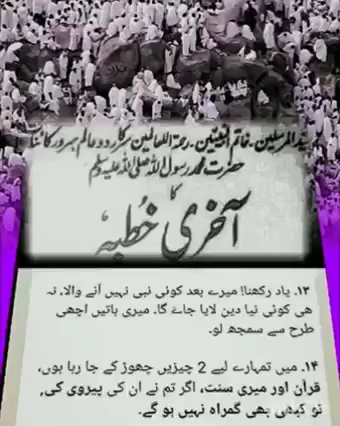 سید المرسلین۔ خاتم النبیین۔ رحمۃ اللعالمین سرکار دو عالم سرور کائنات
حضرت محمد رسول اللہ صلی اللہ علیہ وسلم
کا
آخری خطبہ
۱۳. یاد رکھنا! میرے بعد کوئی نبی نہیں آنے والا، نہ
ھی کوئی نیا دین لایا جاۓ گا۔ میری باتیں اچھی
طرح سے سمجھ لو۔
۱۴. میں تمہارے لیے 2 چیزیں چھوڑ کے جا رہا ہوں،
قرآن اور میری سنت، اگر تم نے ان کی پیروی کی،
تو کبھی بھی گمراہ نہیں ہو گے۔